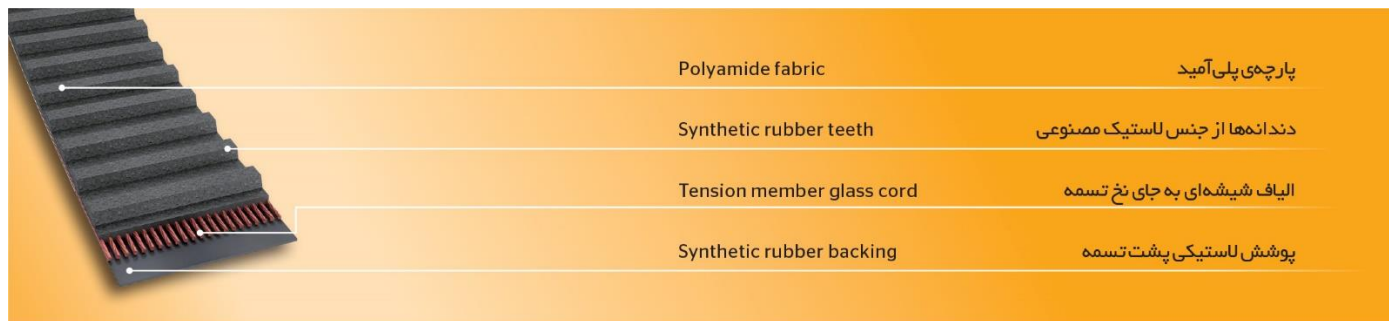 Polyamide fabric پارچه‌ی پلی‌آمید
Synthetic rubber teeth دندانه‌ها از جنس لاستیک مصنوعی
Tension member glass cord الیاف شیشه‌ای به جای نخ تسمه
Synthetic rubber backing پوشش لاستیکی پشت تسمه